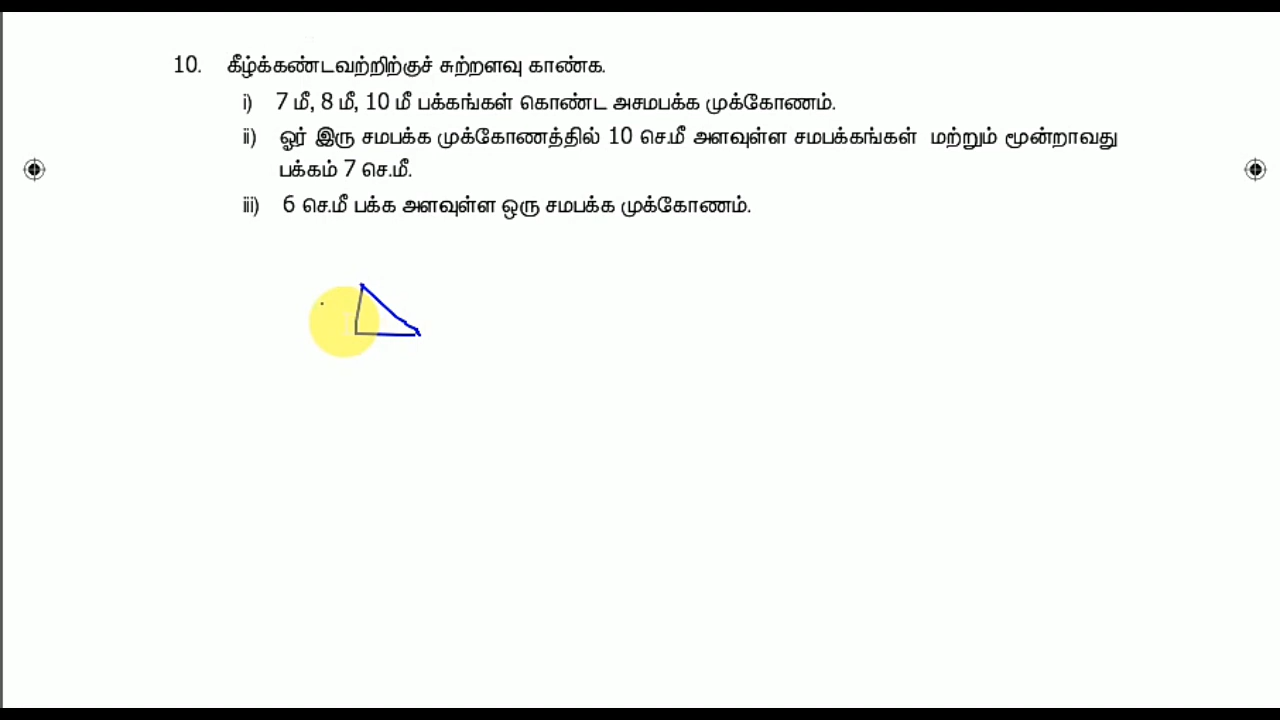 10. கீழ்க்கண்டவற்றிற்குச் சுற்றளவு காண்க.
i) 7 மீ, 8 மீ, 10 மீ பக்கங்கள் கொண்ட அசமபக்க முக்கோணம்.
ii) ஓர் இரு சமபக்க முக்கோணத்தில் 10 செ.மீ அளவுள்ள சமபக்கங்கள் மற்றும் மூன்றாவது
பக்கம் 7 செ.மீ.
iii) 6 செ.மீ பக்க அளவுள்ள ஒரு சமபக்க முக்கோணம்.